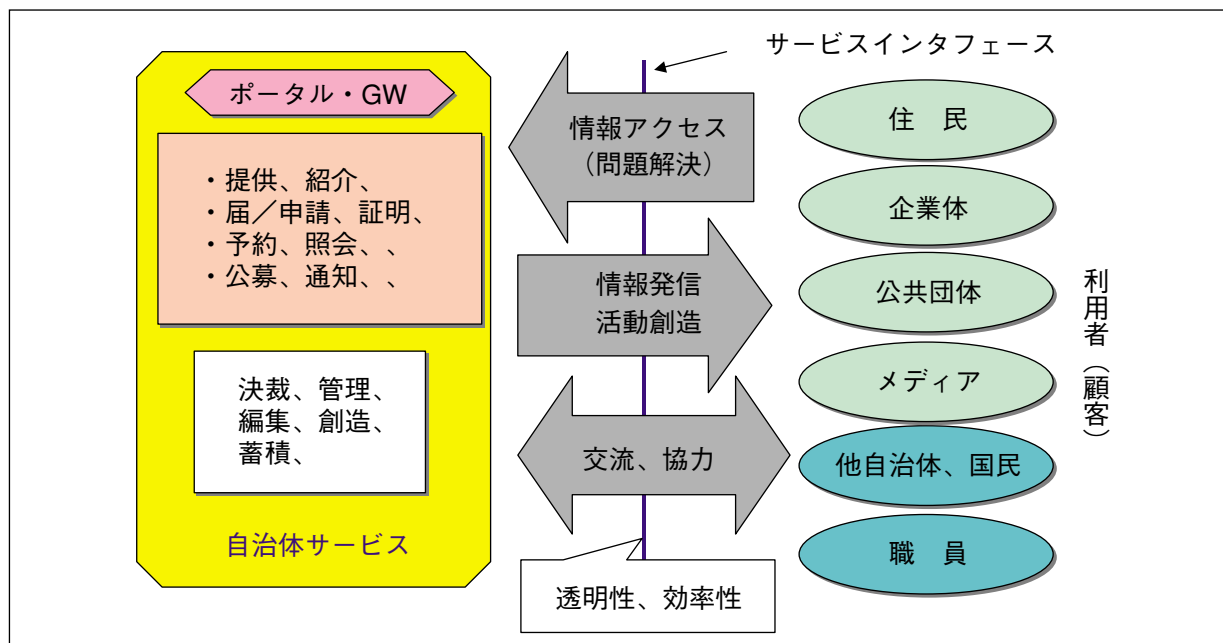 サービスインタフェース
ポータル・GW
・提供、紹介、
・届／申請、証明、
・予約、照会、、
・公募、通知、、
決裁、管理、
編集、創造、
蓄積、
自治体サービス
情報アクセス
（問題解決）
情報発信
活動創造
交流、協力
透明性、効率性
住　民
企業体
公共団体
メディア
他自治体、国民
職　員
利用者（顧客）